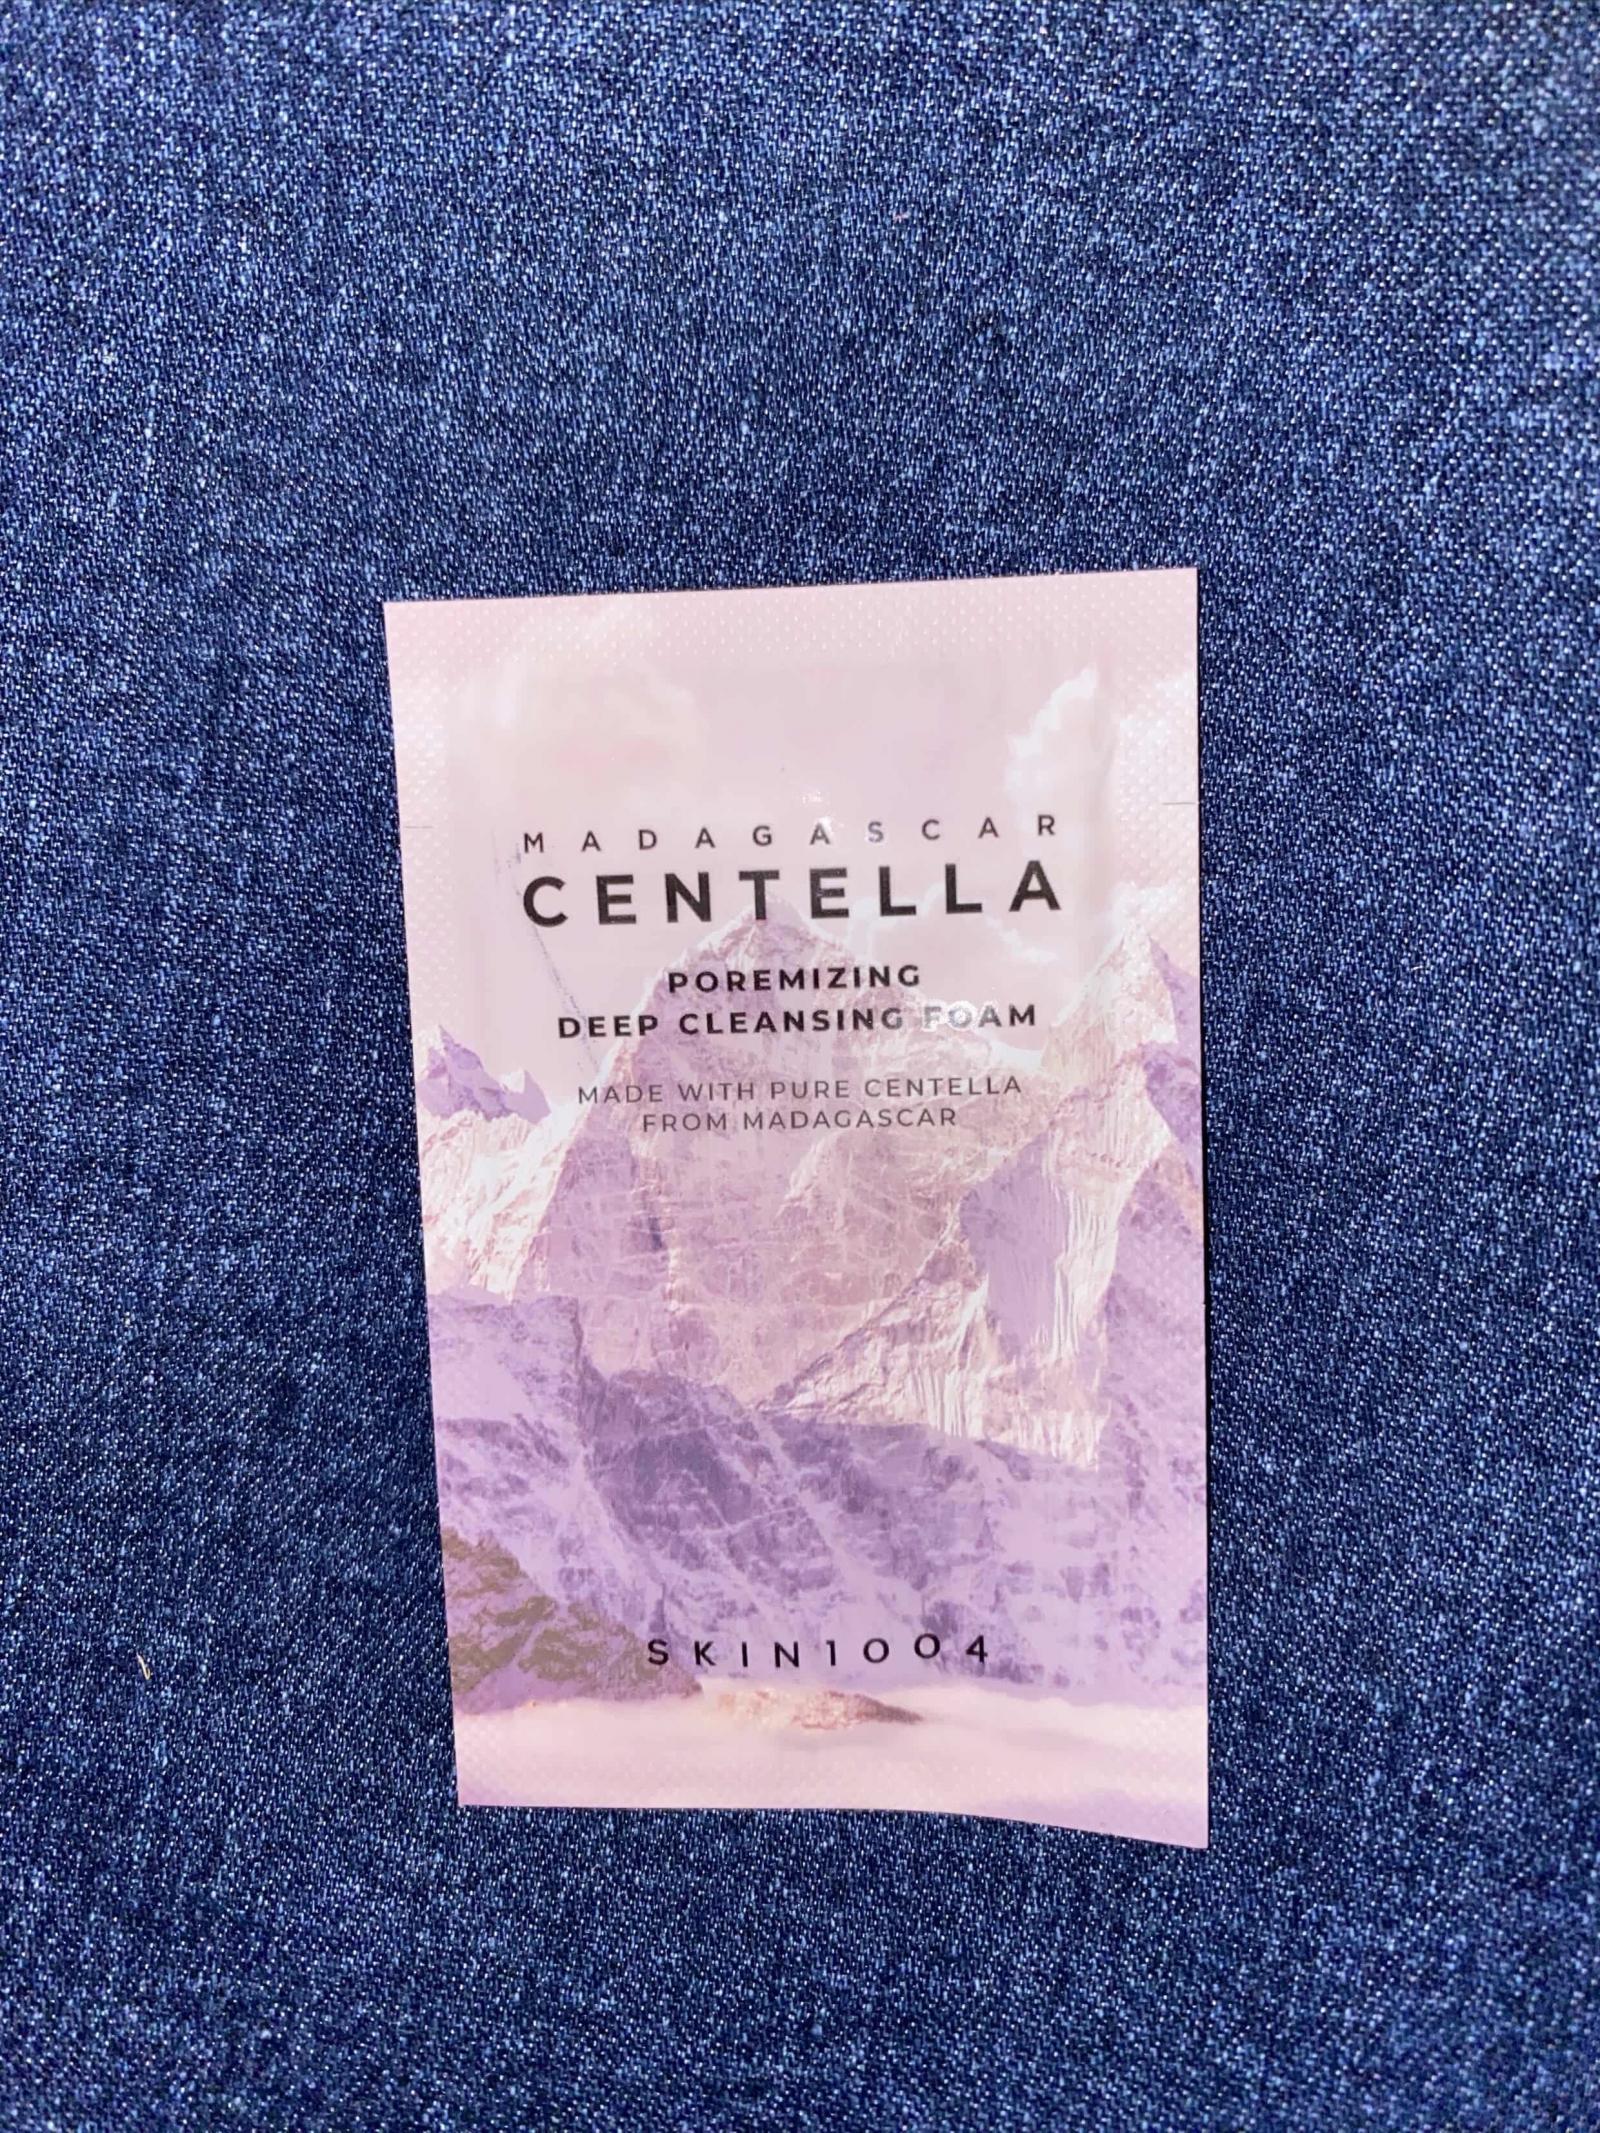 MADAGASCAR
CENTELLA
POREMIZING
DEEP CLEANSING FOAM
MADE WITH PURE CENTELLA
FROM MADAGASCAR
SKIN1004